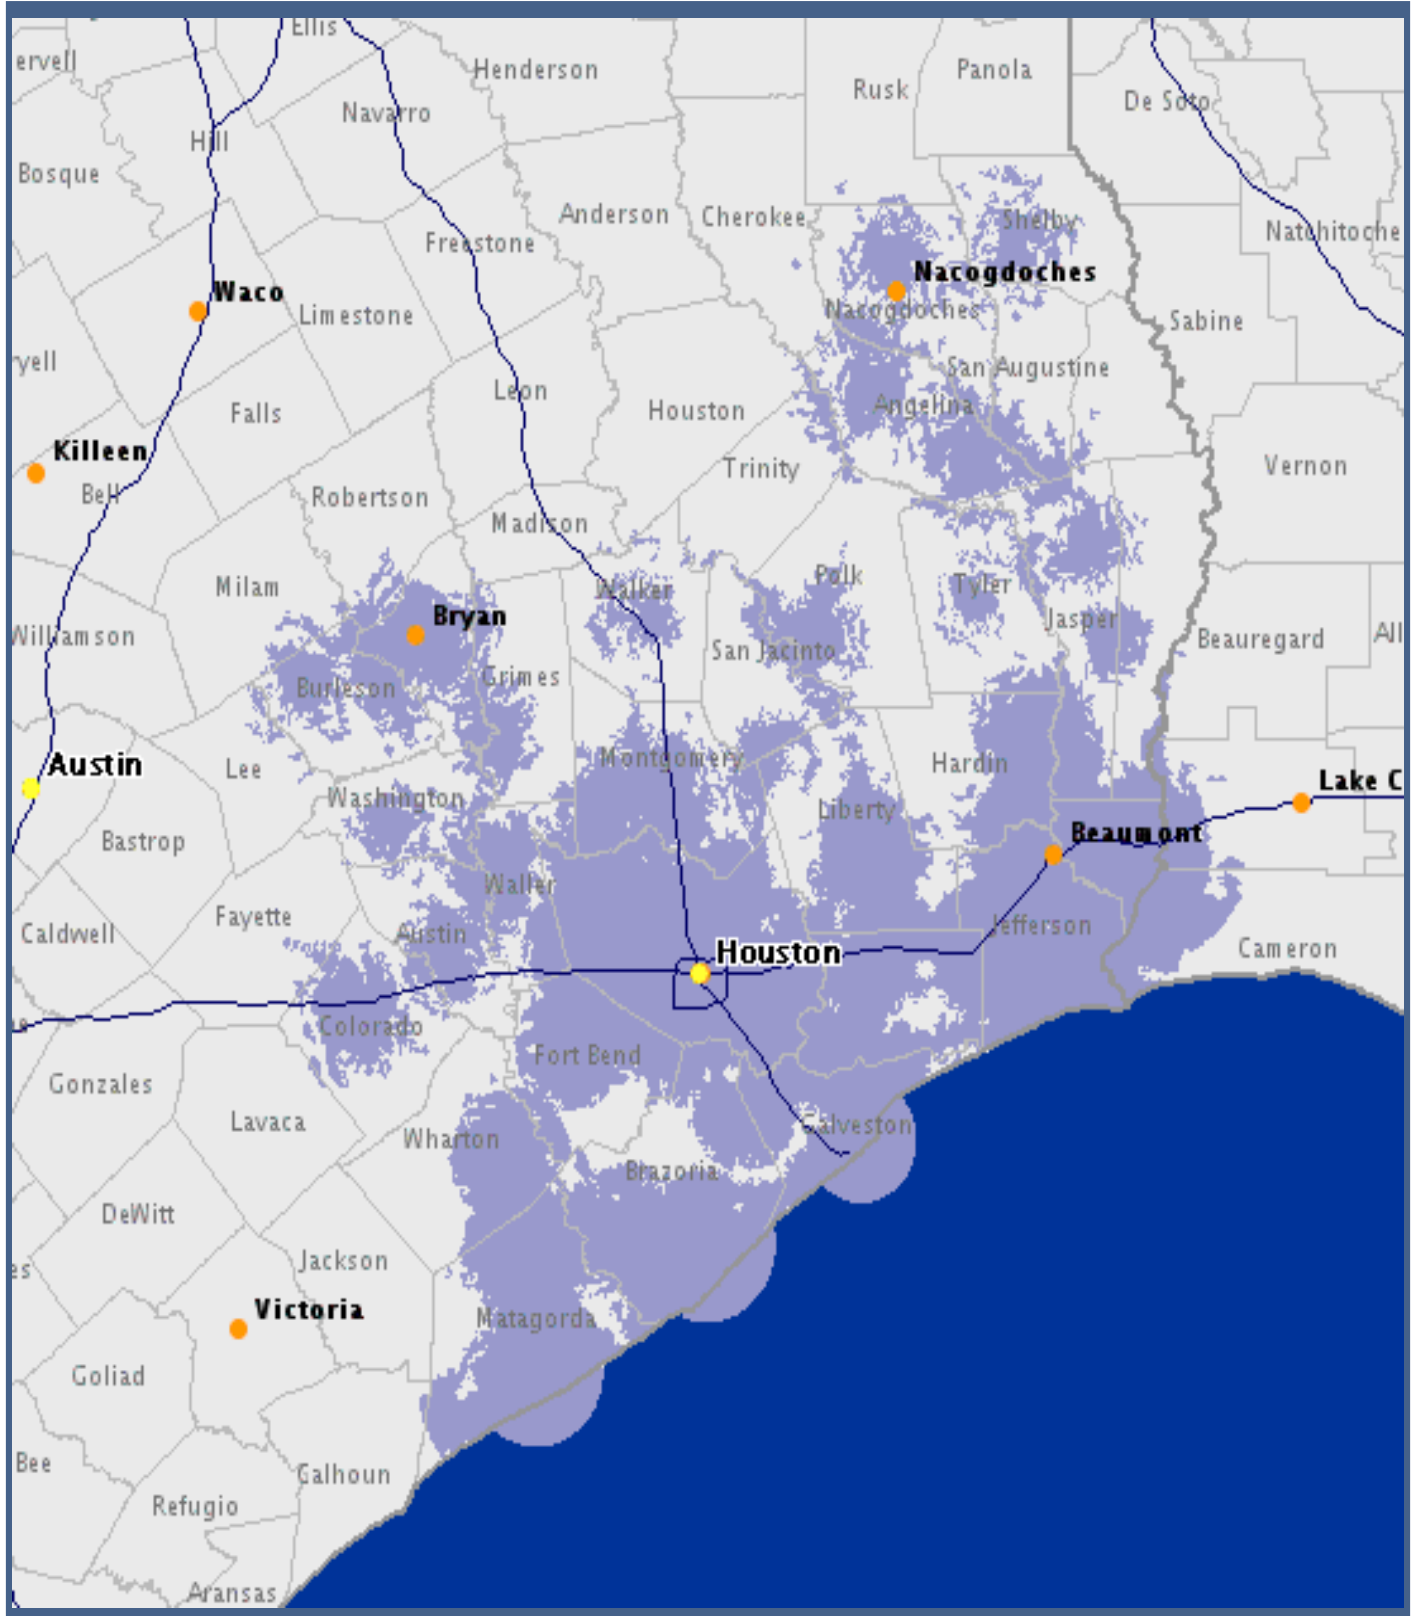 Ellis
ervell
Henderson
Panola
Rusk
De Soto
Navarro
Hill
Bosque
Anderson
Cherokee
Shelby
Natchitoche
Freestone
Nacogdoches
Waco
Nacogdoches
Limestone
Sabine
ryell
San Augustine
Leon
Angelina
Houston
Falls
Killeen
Trinity
Vernon
Bell
Robertson
Madison
Polk
Tyler
Milam
Walker
Bryan
Jasper
Williamson
Beauregard
All
San Jacinto
Grimes
Burleson
Montgomery
Austin
Lee
Hardin
Lake C
Washington
Liberty
Beaumont
Bastrop
Waller
Fayette
Jefferson
Caldwell
Austin
Houston
Cameron
Colorado
Fort Bend
Gonzales
Lavaca
Galveston
Wharton
Brazoria
DeWitt
Jackson
es
Victoria
Matagorda
Goliad
Bee
Calhoun
Refugio
Aransas